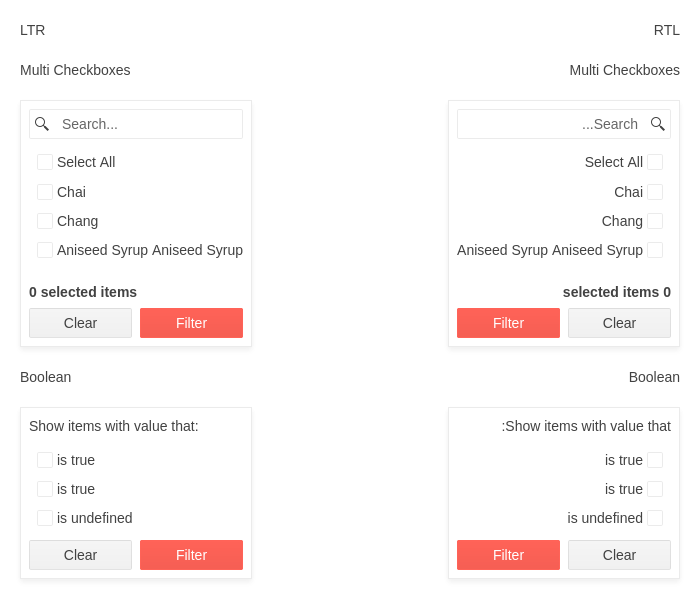 LTR
Multi Checkboxes
Search...
Select All
Chai
Chang
Aniseed Syrup Aniseed Syrup
0 selected items
Clear Filter
Boolean
Show items with value that:
is true
is true
is undefined
Clear Filter
RTL
Multi Checkboxes
...Search
Select All
Chai
Chang
Aniseed Syrup Aniseed Syrup
selected items 0
Filter Clear
Boolean
:Show items with value that
is true
is true
is undefined
Filter Clear